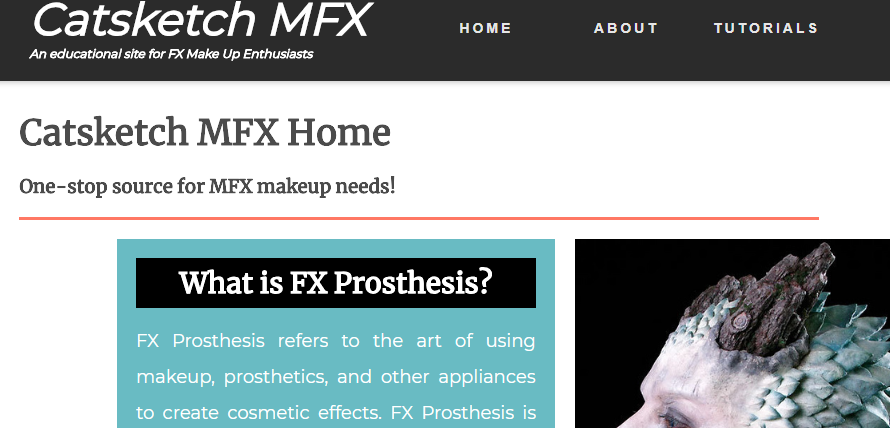 Catsketch MFX
An educational site for FX Make Up Enthusiasts
HOME ABOUT TUTORIALS
Catsketch MFX Home
One-stop source for MFX makeup needs!
What is FX Prosthesis?
FX Prosthesis refers to the art of using
makeup, prosthetics, and other appliances
to create cosmetic effects. FX Prosthesis is